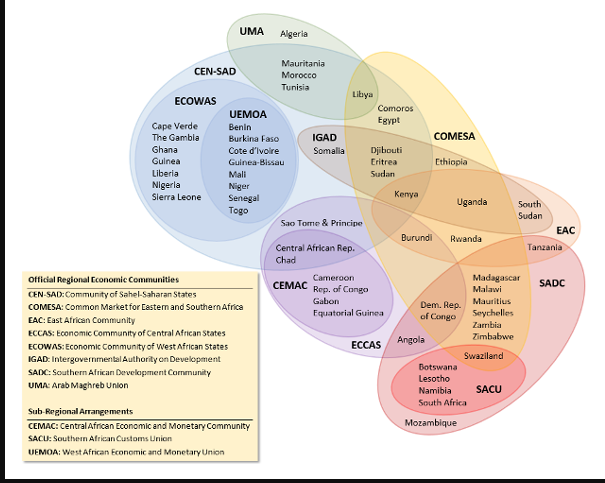 UMA Algeria
Mauritania
Morocco
Tunisia
CEN-SAD
Libya
Comoros
Egypt
ECOWAS
Cape Verde
The Gambia
Ghana
Guinea
Liberia
Nigeria
Sierra Leone
UEMOA
Benin
Burkina Faso
Cote d'Ivoire
Guinea-Bissau
Mali
Niger
Senegal
Togo
IGAD
Somalia
COMESA
Djibouti
Eritrea
Sudan
Ethiopia
Kenya
Uganda
South
Sudan
EAC
Burundi
Rwanda
Tanzania
Sao Tome & Principe
Central African Rep.
Chad
CEMAC
Cameroon
Rep. of Congo
Gabon
Equatorial Guinea
ECCAS
Dem. Rep.
of Congo
Angola
Madagascar
Malawi
Mauritius
Seychelles
Zambia
Zimbabwe
SADC
Swaziland
Botswana
Lesotho
Namibia
South Africa
SACU
Mozambique
Official Regional Economic Communities
CEN-SAD: Community of Sahel-Saharan States
COMESA: Common Market for Eastern and Southern Africa
EAC: East African Community
ECCAS: Economic Community of Central African States
ECOWAS: Economic Community of West African States
IGAD: Intergovernmental Authority on Development
SADC: Southern African Development Community
UMA: Arab Maghreb Union
Sub-Regional Arrangements
CEMAC: Central African Economic and Monetary Community
SACU: Southern African Customs Union
UEMOA: West African Economic and Monetary Union